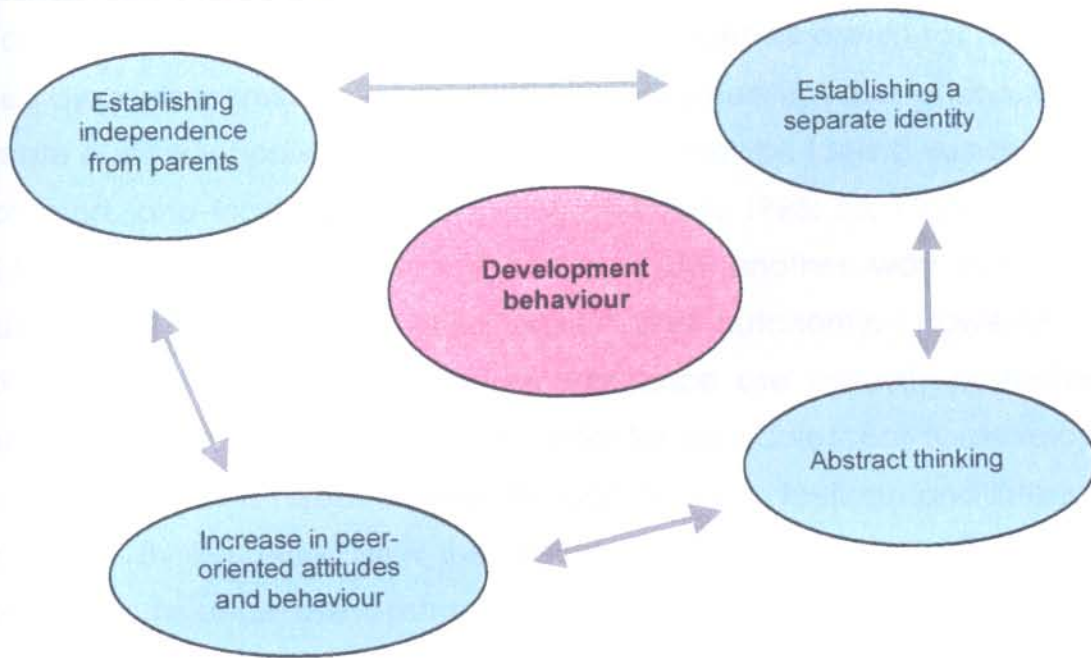 Establishing
independence
from parents
Establishing a
separate identity
Development
behaviour
Abstract thinking
Increase in peer-
oriented attitudes
and behaviour